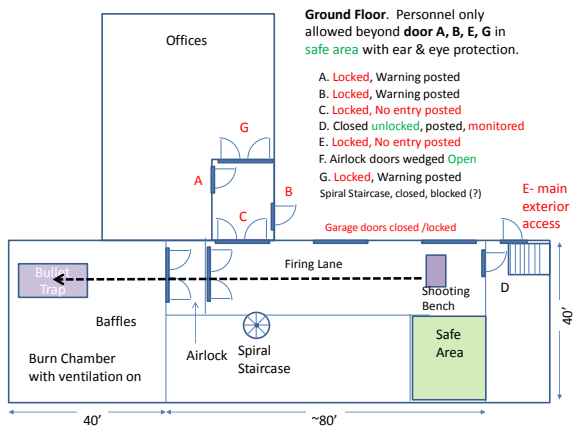 Ground Floor. Personnel only
allowed beyond door A, B, E, G in
safe area with ear & eye protection.
Offices
A. Locked, Warning posted
B. Locked, Warning posted
C. Locked, No entry posted
D. Closed unlocked, posted, monitored
E. Locked, No entry posted
F. Airlock doors wedged Open
G. Locked, Warning posted
Spiral Staircase, closed, blocked (?)
G
A
B
C
E- main
exterior
access
Garage doors closed /locked
Bullet
Trap
Firing Lane
Shooting
Bench
D
Baffles
Airlock
Spiral
Staircase
Safe
Area
Burn Chamber
with ventilation on
40’
40’
~80’